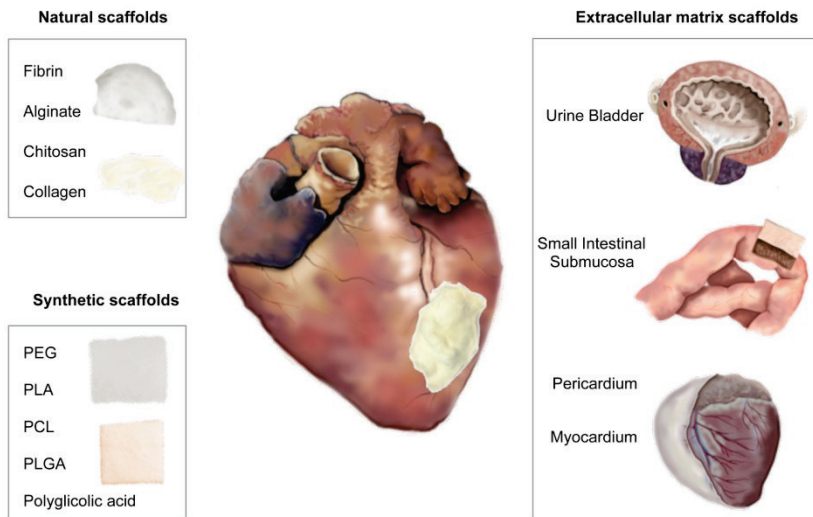 Natural scaffolds
Fibrin
Alginate
Chitosan
Collagen
Synthetic scaffolds
PEG
PLA
PCL
PLGA
Polyglicolic acid
Extracellular matrix scaffolds
Urine Bladder
Small Intestinal
Submucosa
Pericardium
Myocardium